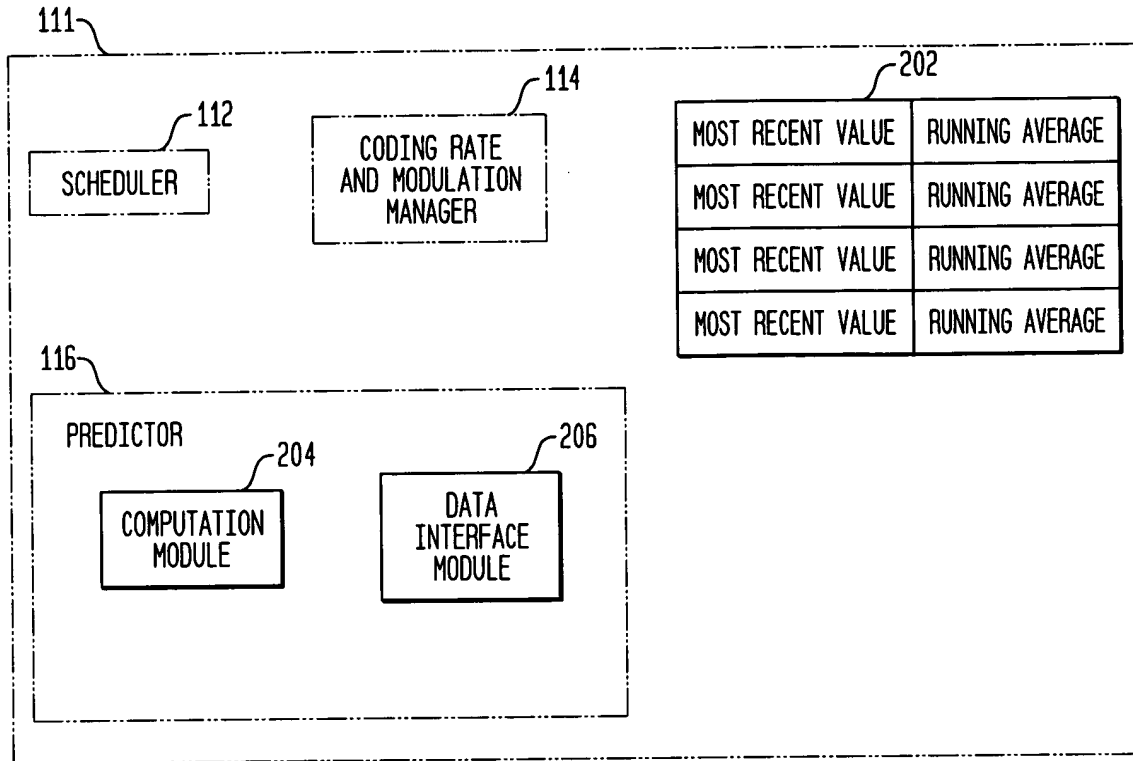 111
112
SCHEDULER
114
CODING RATE
AND MODULATION
MANAGER
202
MOST RECENT VALUE RUNNING AVERAGE
MOST RECENT VALUE RUNNING AVERAGE
MOST RECENT VALUE RUNNING AVERAGE
MOST RECENT VALUE RUNNING AVERAGE
116
PREDICTOR
204
COMPUTATION
MODULE
206
DATA
INTERFACE
MODULE